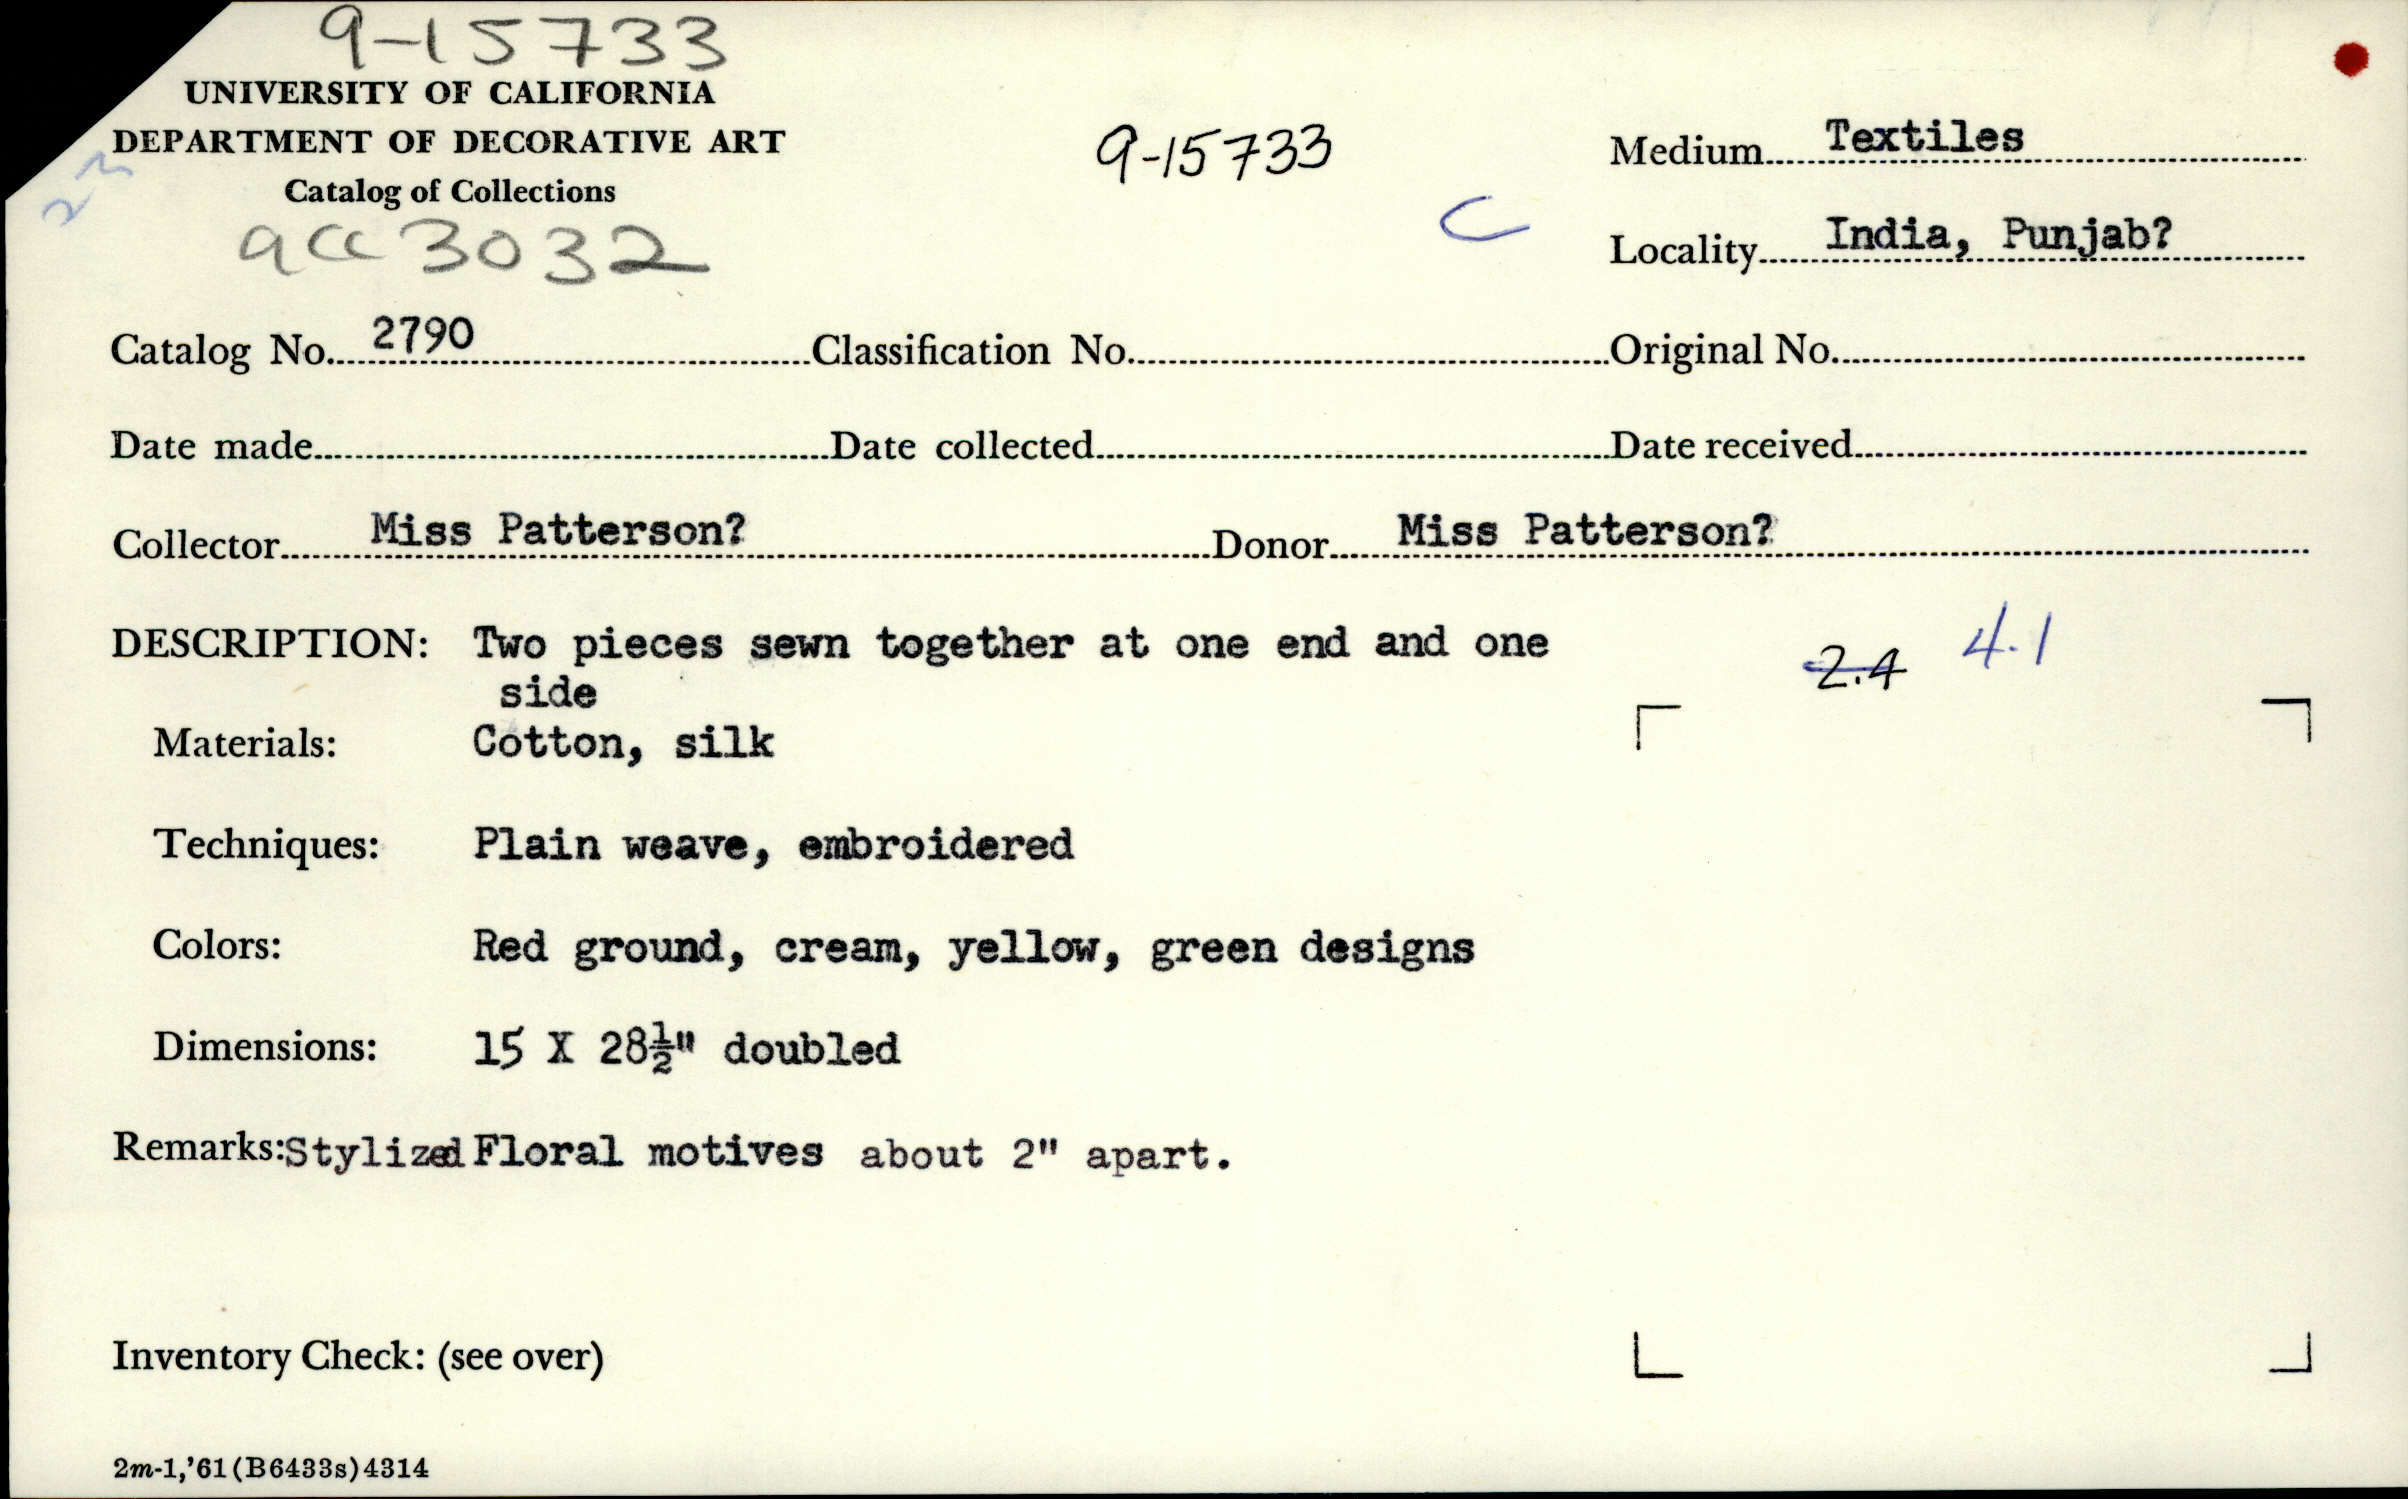 9-15733
UNIVERSITY OF CALIFORNIA
DEPARTMENT OF DECORATIVE ART
Catalog of Collections
acc 3032
9-15733
C
Medium Textiles
Locality India, Punjab?
Catalog No. 2790 Classification No. Original No.
Date made Date collected Date received
Collector Miss Patterson? Donor Miss Patterson?
DESCRIPTION: Two pieces sewn together at one end and one
side
2.4 4.1
Materials: Cotton, silk
Techniques: Plain weave, embroidered
Colors: Red ground, cream, yellow, green designs
Dimensions: 15 X 28½" doubled
Remarks: Stylized Floral motives about 2" apart.
Inventory Check: (see over)
2m-1,'61(B6433s)4314